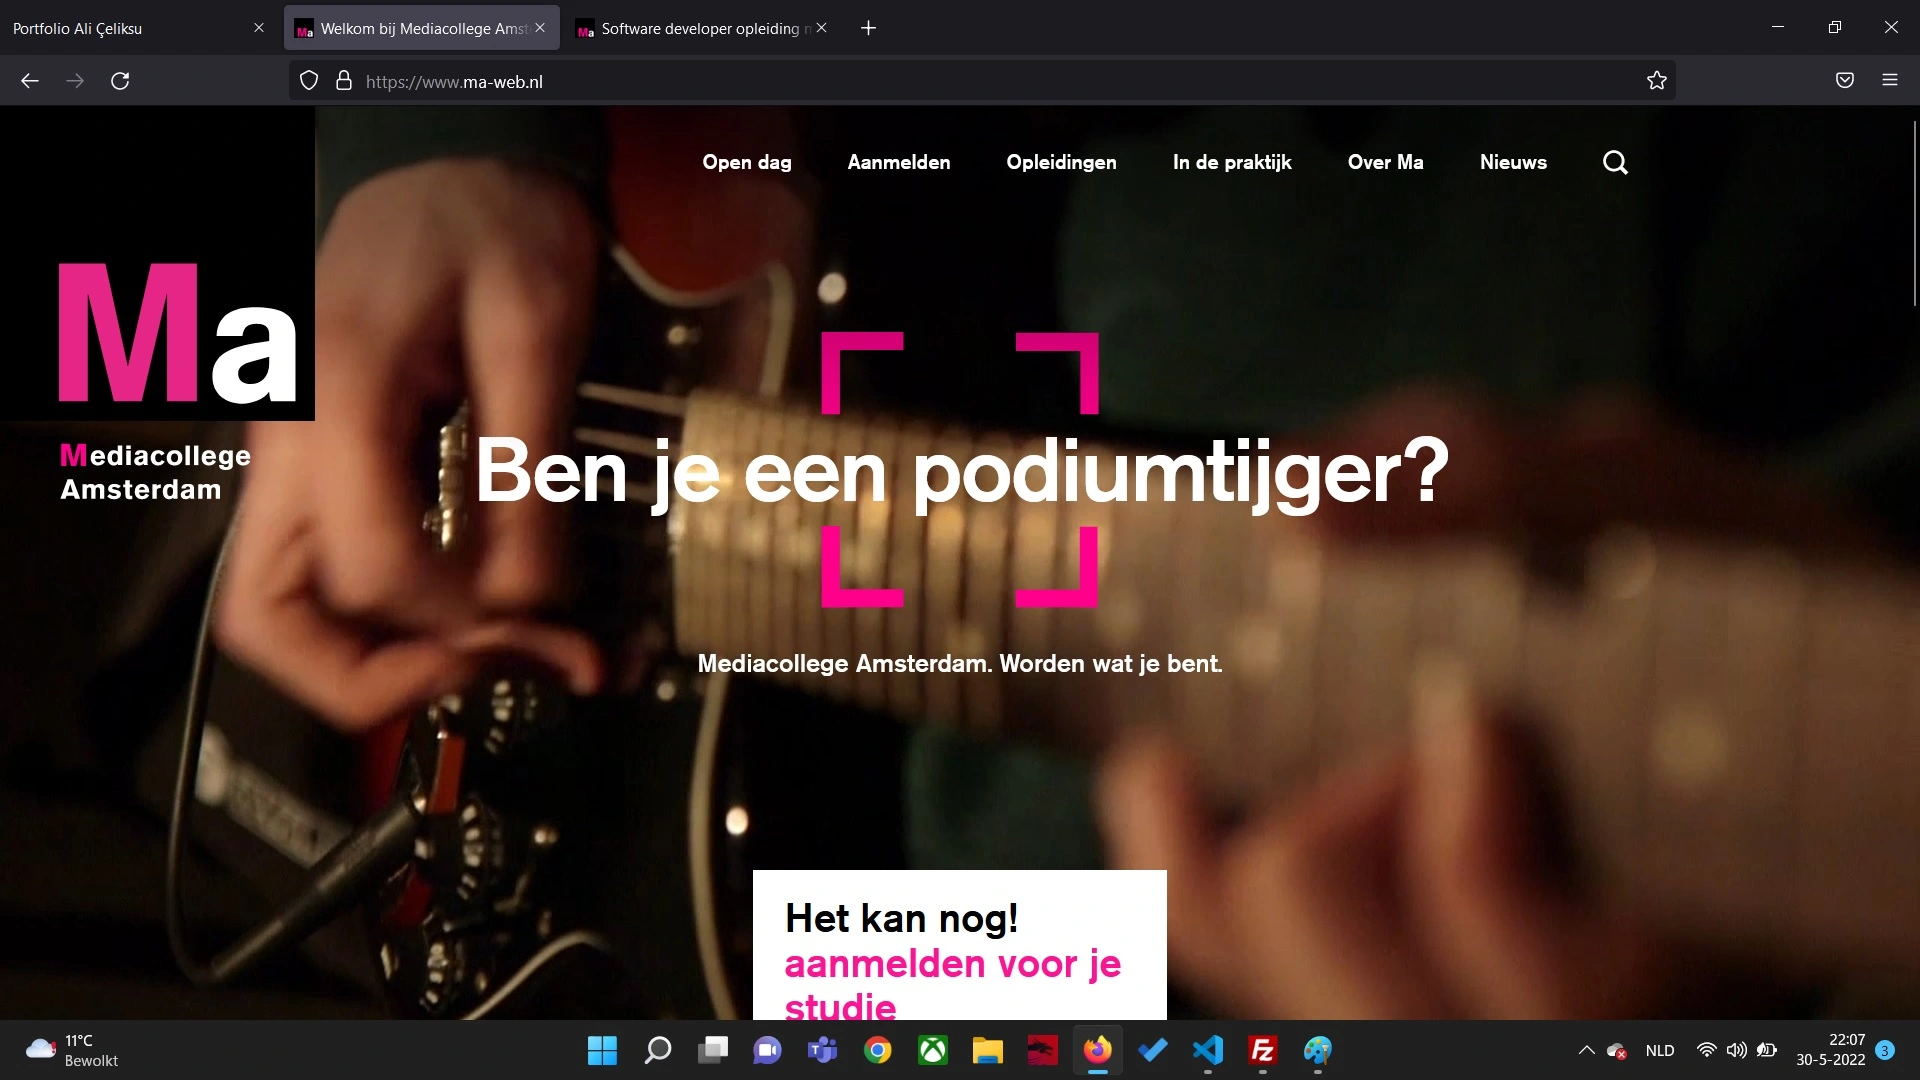 Portfolio Ali Çeliksu
Ma Welkom bij Mediacollege Amst
Ma Software developer opleiding
https://www.ma-web.nl
Open dag Aanmelden Opleidingen In de praktijk Over Ma Nieuws
Ma
Mediacollege
Amsterdam
Ben je een podiumtijger?
Mediacollege Amsterdam. Worden wat je bent.
Het kan nog!
aanmelden voor je
studie
11°C
Bewolkt
NLD
22:07
30-5-2022
3